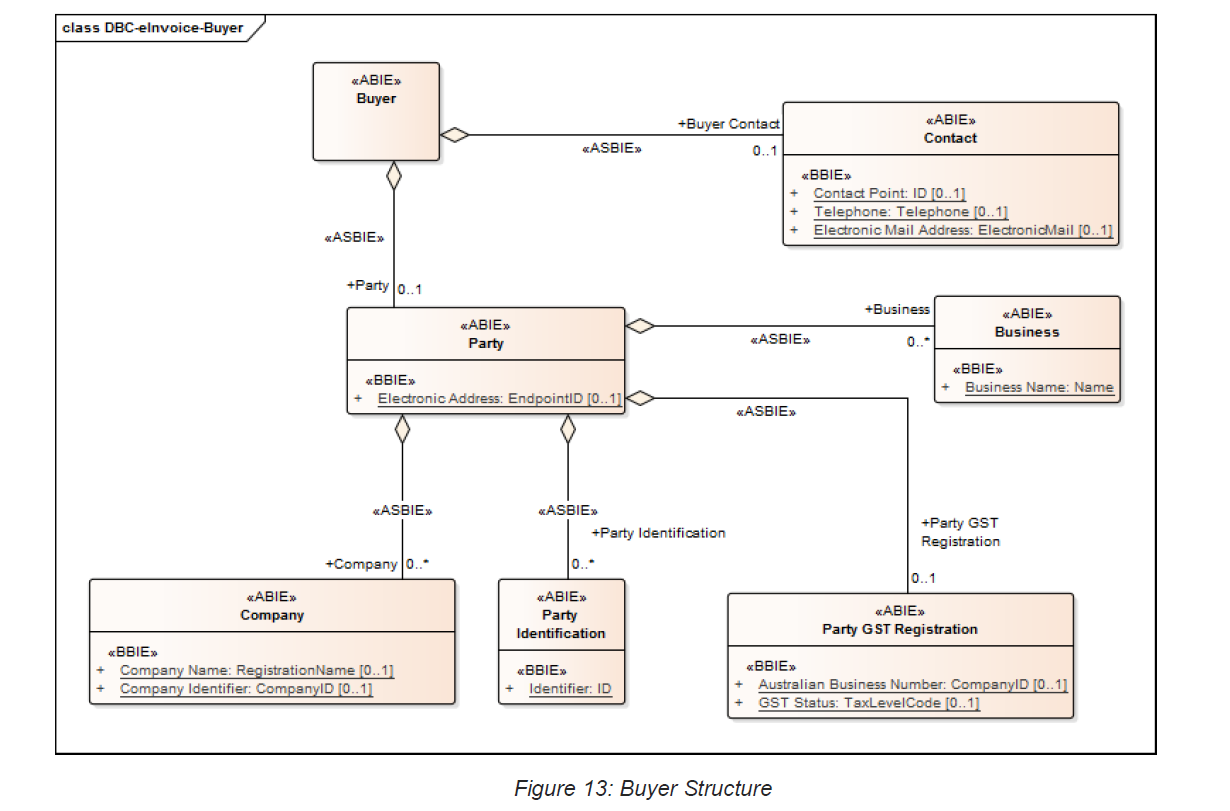 class DBC-eInvoice-Buyer
«ABIE»
Buyer
+Buyer Contact
«ASBIE»
0..1
«ABIE»
Contact
«BBIE»
+ Contact Point: ID [0..1]
+ Telephone: Telephone [0..1]
+ Electronic Mail Address: ElectronicMail [0..1]
«ASBIE»
+Party
0..1
«ABIE»
Party
«BBIE»
+ Electronic Address: EndpointID [0..1]
+Business
«ASBIE»
0..*
«ABIE»
Business
«BBIE»
+ Business Name: Name
«ASBIE»
«ASBIE»
«ASBIE»
+Party Identification
+Party GST
Registration
+Company
0..*
0..*
0..1
«ABIE»
Company
«BBIE»
+ Company Name: RegistrationName [0..1]
+ Company Identifier: CompanyID [0..1]
«ABIE»
Party
Identification
«BBIE»
+ Identifier: ID
«ABIE»
Party GST Registration
«BBIE»
+ Australian Business Number: CompanyID [0..1]
+ GST Status: TaxLevelCode [0..1]
Figure 13: Buyer Structure